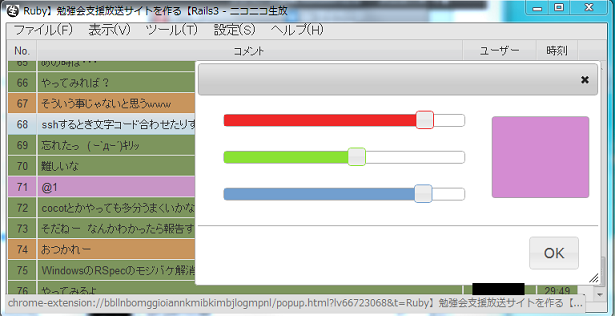 Ruby】勉強会支援放送サイトを作る【Rails3 - ニコニコ生放
ファイル(F) 表示(V) ツール(T) 設定(S) ヘルプ(H)
No. コメント ユーザー 時刻
65
66 やってみれば？
67 そういう事じゃないと思うwww
68 sshするとき文字コード合わせたりす
69 忘れたっ (ｰ`дｰ´)ｷﾘｯ
70 難しいな
71 @1
72 cocotとかやっても多分うまくいかな
73 そだねー なんかわかったら報告す
74 おつかれー
75 WindowsのRSpecのモジバケ解消
76 やってみるよ 29:49
OK
chrome-extension://bbllnbomggioiannkmibkimbjlogmpnl/popup.html?lv66723068&t=Ruby】勉強会支援放送サイトを作る【...